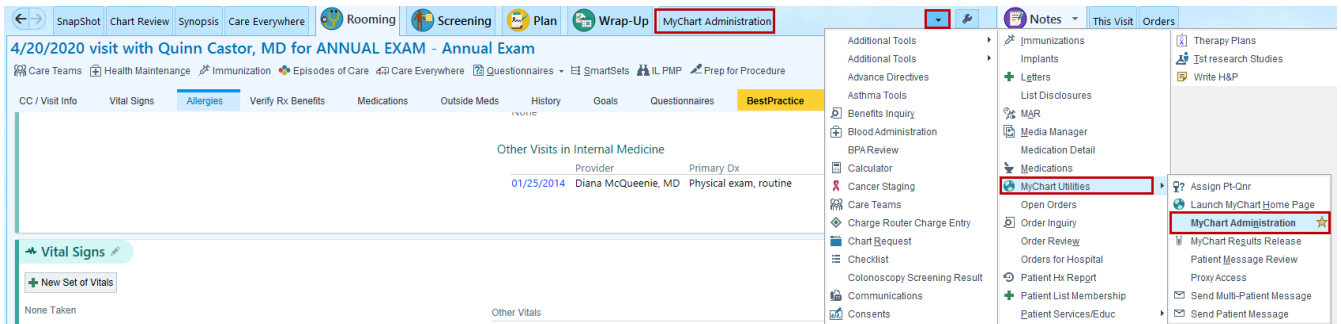 SnapShot Chart Review Synopsis Care Everywhere Rooming Screening Plan Wrap-Up MyChart Administration Notes This Visit Orders
4/20/2020 visit with Quinn Castor, MD for ANNUAL EXAM - Annual Exam
Care Teams Health Maintenance Immunization Episodes of Care Care Everywhere Questionnaires SmartSets IL PMP Prep for Procedure
CC / Visit Info Vital Signs Allergies Verify Rx Benefits Medications Outside Meds History Goals Questionnaires BestPractice
None
Other Visits in Internal Medicine
Provider Primary Dx
01/25/2014 Diana McQueenie, MD Physical exam, routine
Vital Signs
New Set of Vitals
None Taken Other Vitals
Additional Tools
Additional Tools
Advance Directives
Asthma Tools
Benefits Inquiry
Blood Administration
BPA Review
Calculator
Cancer Staging
Care Teams
Charge Router Charge Entry
Chart Request
Checklist
Colonoscopy Screening Result
Communications
Consents
Immunizations
Implants
Letters
List Disclosures
MAR
Media Manager
Medication Detail
Medications
MyChart Utilities
Open Orders
Order Inquiry
Order Review
Orders for Hospital
Patient Hx Report
Patient List Membership
Patient Services/Educ
Therapy Plans
Tst research Studies
Write H&P
Assign Pt-Qnr
Launch MyChart Home Page
MyChart Administration
MyChart Results Release
Patient Message Review
Proxy Access
Send Multi-Patient Message
Send Patient Message